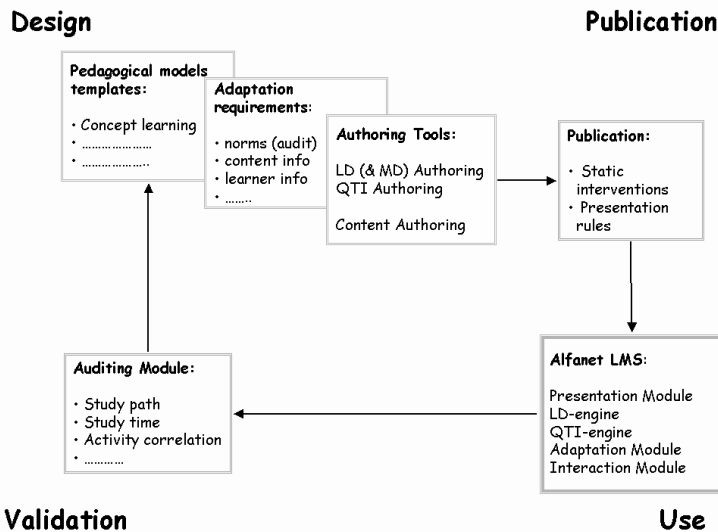 Design
Publication
Pedagogical models
templates:
• Concept learning
• …………………
• ………………..
Adaptation
requirements:
• norms (audit)
• content info
• learner info
• ……..
Authoring Tools:
LD (& MD) Authoring
QTI Authoring
Content Authoring
Publication:
• Static
interventions
• Presentation
rules
Auditing Module:
• Study path
• Study time
• Activity correlation
• …………
Alfanet LMS:
Presentation Module
LD-engine
QTI-engine
Adaptation Module
Interaction Module
Validation
Use